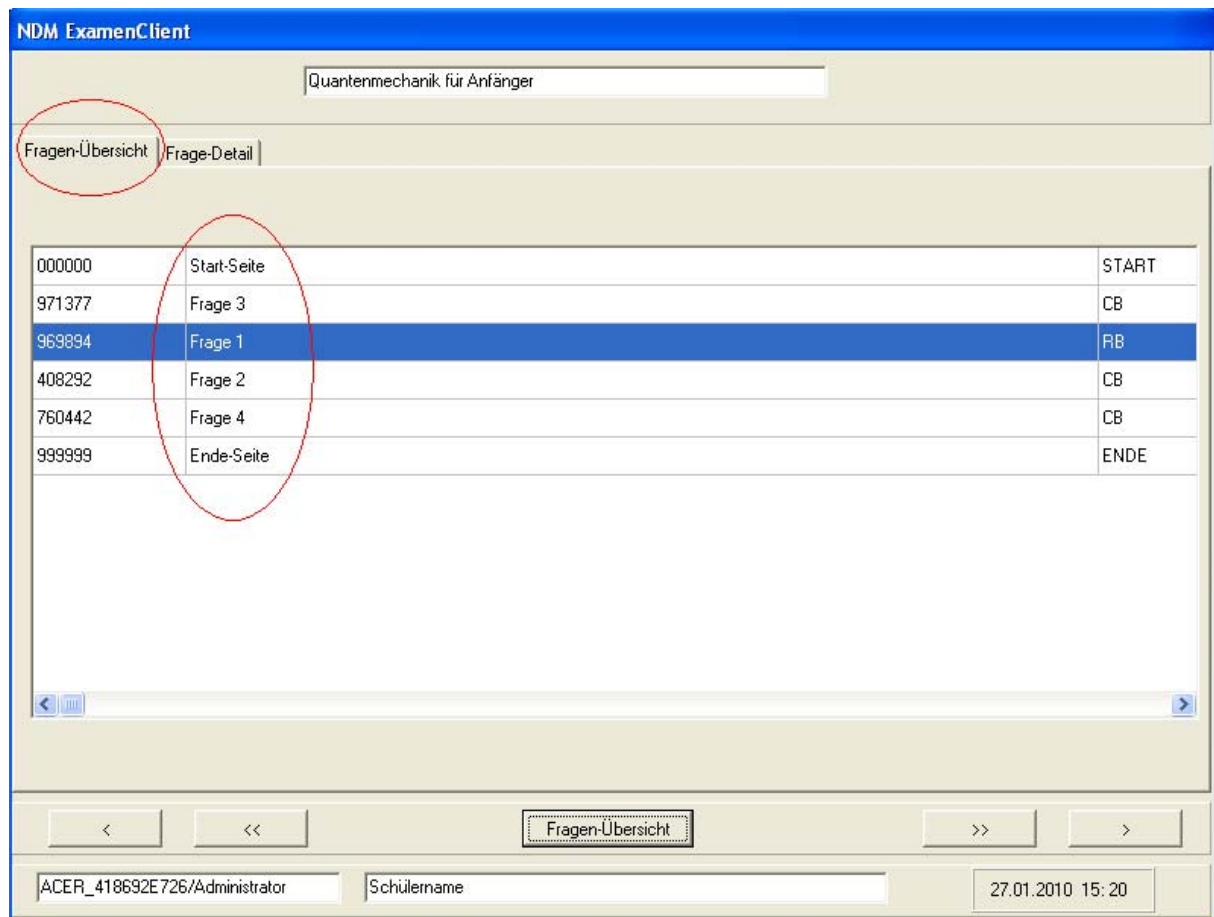 NDM ExamenClient
Quantenmechanik für Anfänger
Fragen-Übersicht Frage-Detail
000000 Start-Seite START
971377 Frage 3 CB
969894 Frage 1 RB
408292 Frage 2 CB
760442 Frage 4 CB
999999 Ende-Seite ENDE
< << Fragen-Übersicht >> >
ACER_418692E726/Administrator Schülername 27.01.2010 15:20